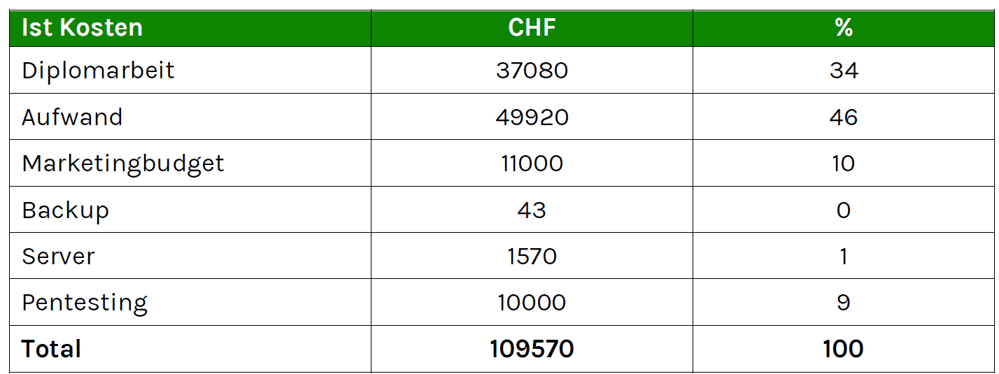 Ist Kosten CHF %
Diplomarbeit 37080 34
Aufwand 49920 46
Marketingbudget 11000 10
Backup 43 0
Server 1570 1
Pentesting 10000 9
Total 109570 100